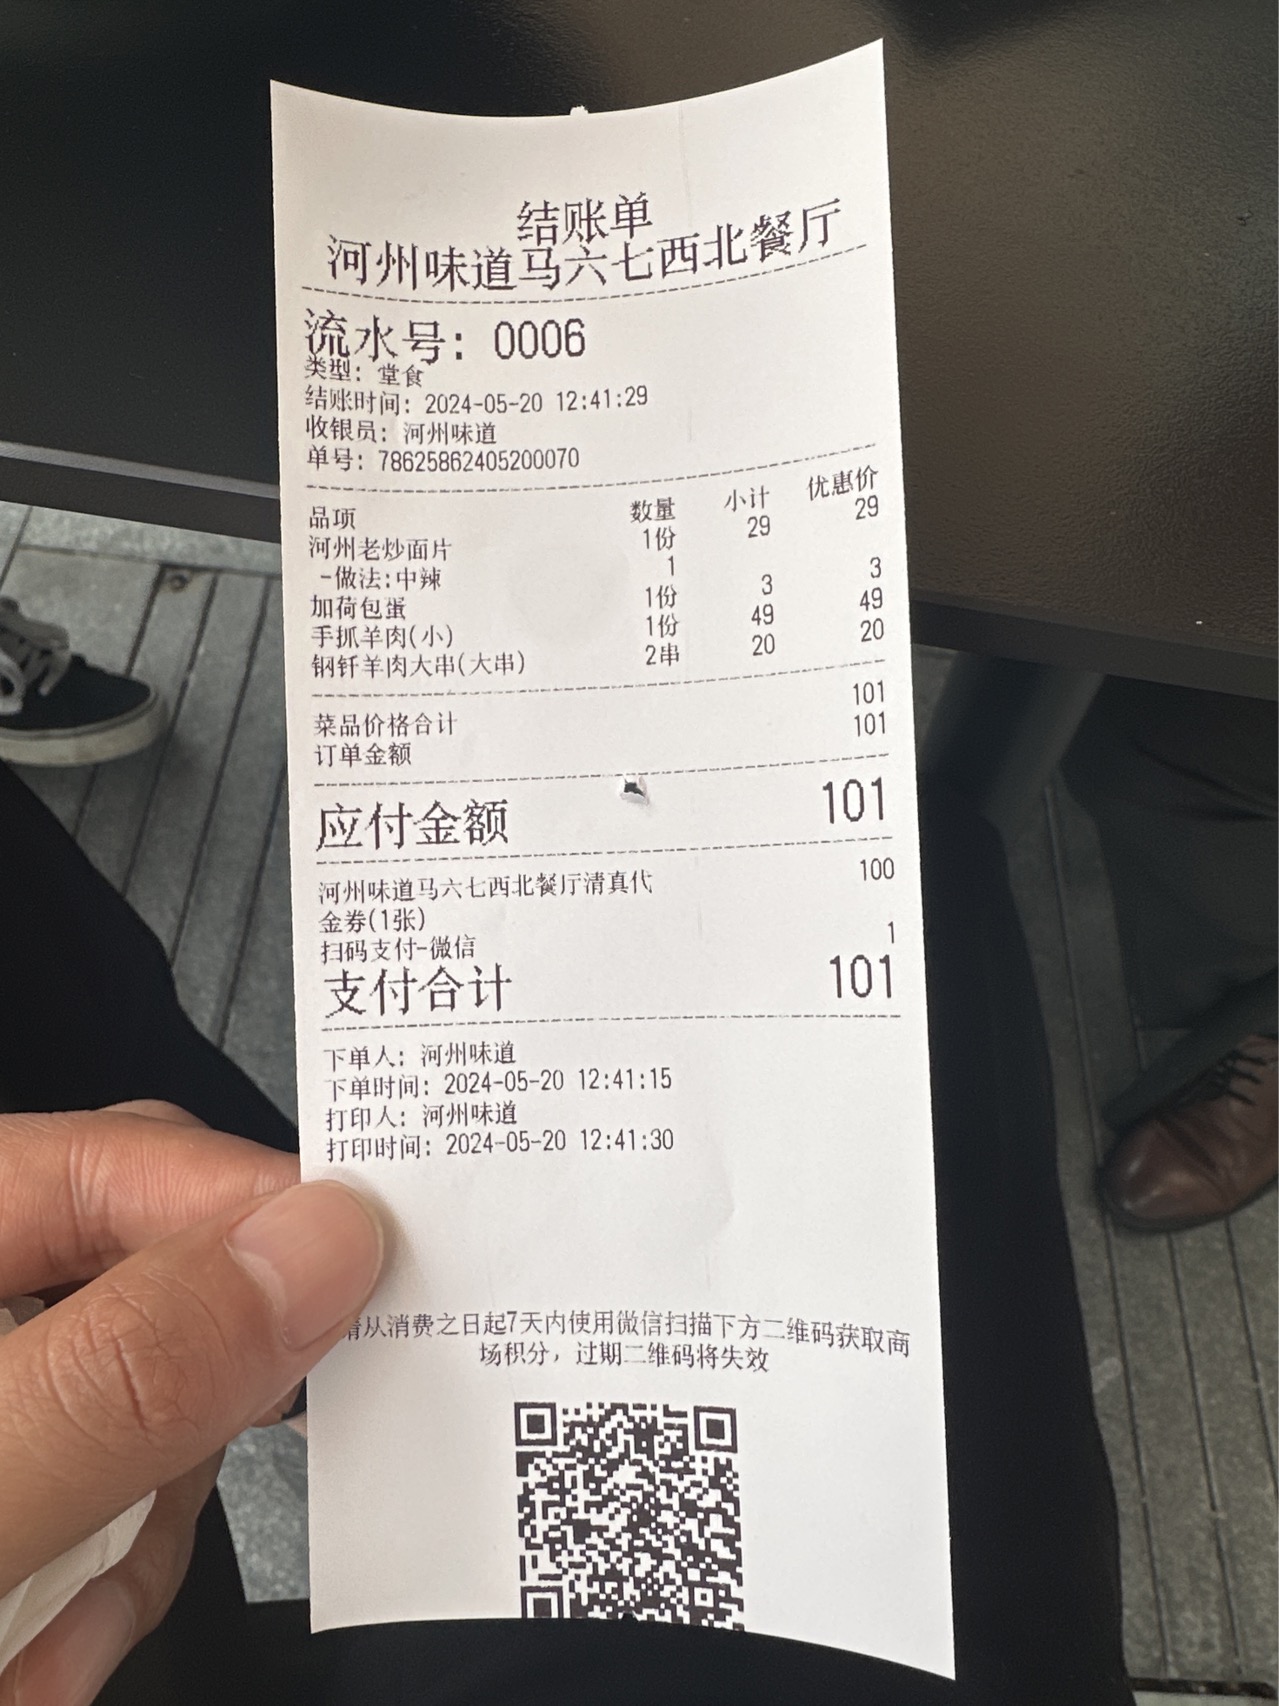 结账单
河州味道马六七西北餐厅
流水号: 0006
类型: 堂食
结账时间: 2024-05-20 12:41:29
收银员: 河州味道
单号: 78625862405200070
品项 数量 小计 优惠价
河州老炒面片 1份 29 29
-做法:中辣 1
加荷包蛋 1份 3 3
手抓羊肉(小) 1份 49 49
钢钎羊肉大串(大串) 2串 20 20
菜品价格合计 101
订单金额 101
应付金额 101
河州味道马六七西北餐厅清真代 100
金券(1张)
扫码支付-微信 1
支付合计 101
下单人: 河州味道
下单时间: 2024-05-20 12:41:15
打印人: 河州味道
打印时间: 2024-05-20 12:41:30
请从消费之日起7天内使用微信扫描下方二维码获取商
场积分，过期二维码将失效